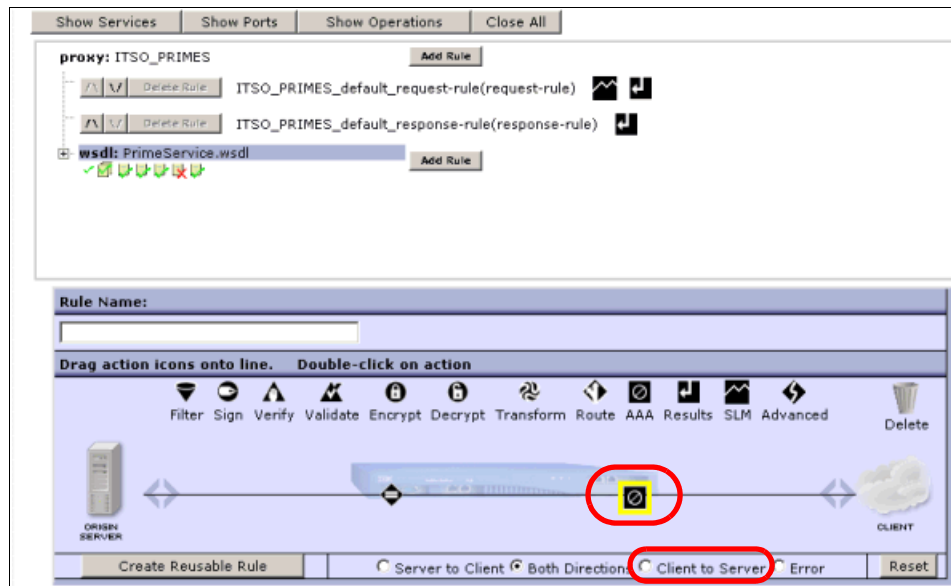 Show Services Show Ports Show Operations Close All
proxy: ITSO_PRIMES Add Rule
/\ \/ Delete Rule ITSO_PRIMES_default_request-rule(request-rule)
/\ \/ Delete Rule ITSO_PRIMES_default_response-rule(response-rule)
wsdl: PrimeService.wsdl Add Rule
Rule Name:
Drag action icons onto line. Double-click on action
Filter Sign Verify Validate Encrypt Decrypt Transform Route AAA Results SLM Advanced
Delete
ORIGIN SERVER
CLIENT
Create Reusable Rule Server to Client Both Directions Client to Server Error Reset